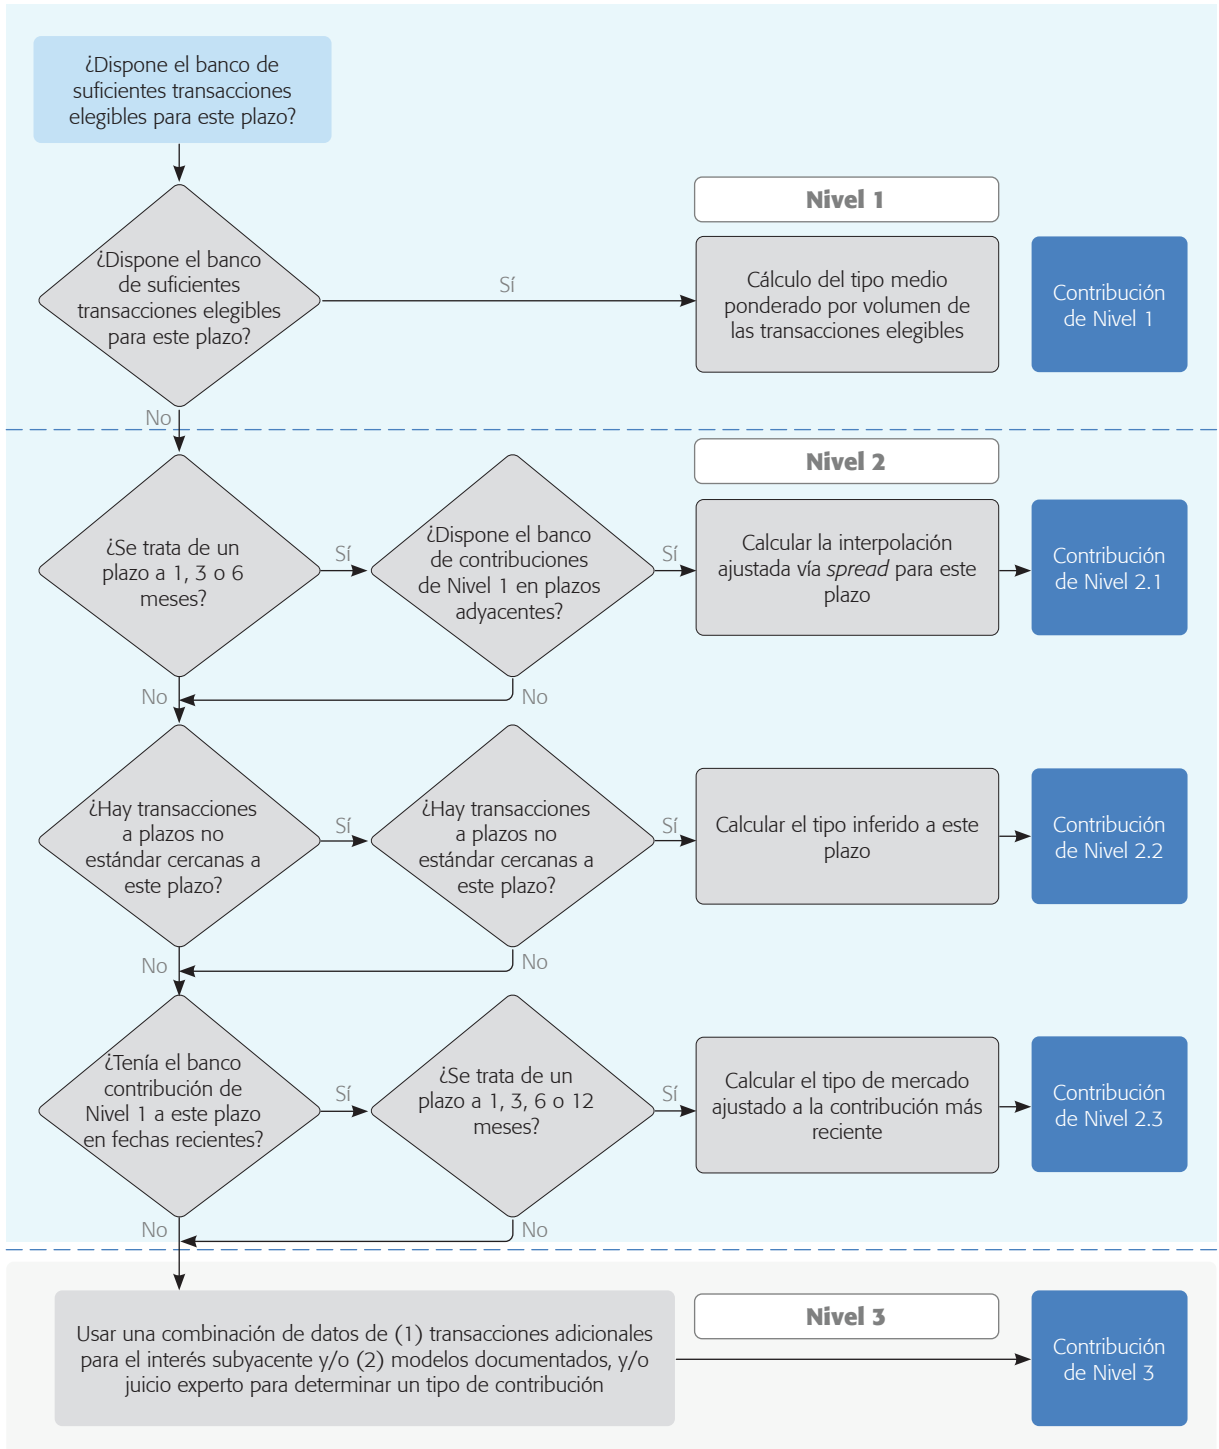 ¿Dispone el banco de
suficientes transacciones
elegibles para este plazo?
¿Dispone el banco
de suficientes
transacciones elegibles
para este plazo?
Sí
Nivel 1
Cálculo del tipo medio
ponderado por volumen de
las transacciones elegibles
Contribución
de Nivel 1
No
¿Se trata de un
plazo a 1, 3 o 6
meses?
Sí
¿Dispone el banco
de contribuciones
de Nivel 1 en plazos
adyacentes?
Sí
Nivel 2
Calcular la interpolación
ajustada vía spread para este
plazo
Contribución
de Nivel 2.1
No
No
¿Hay transacciones
a plazos no
estándar cercanas a
este plazo?
Sí
¿Hay transacciones
a plazos no
estándar cercanas a
este plazo?
Sí
Calcular el tipo inferido a este
plazo
Contribución
de Nivel 2.2
No
No
¿Tenía el banco
contribución de
Nivel 1 a este plazo
en fechas recientes?
Sí
¿Se trata de un
plazo a 1, 3, 6 o 12
meses?
Sí
Calcular el tipo de mercado
ajustado a la contribución más
reciente
Contribución
de Nivel 2.3
No
No
Usar una combinación de datos de (1) transacciones adicionales
para el interés subyacente y/o (2) modelos documentados, y/o
juicio experto para determinar un tipo de contribución
Nivel 3
Contribución
de Nivel 3